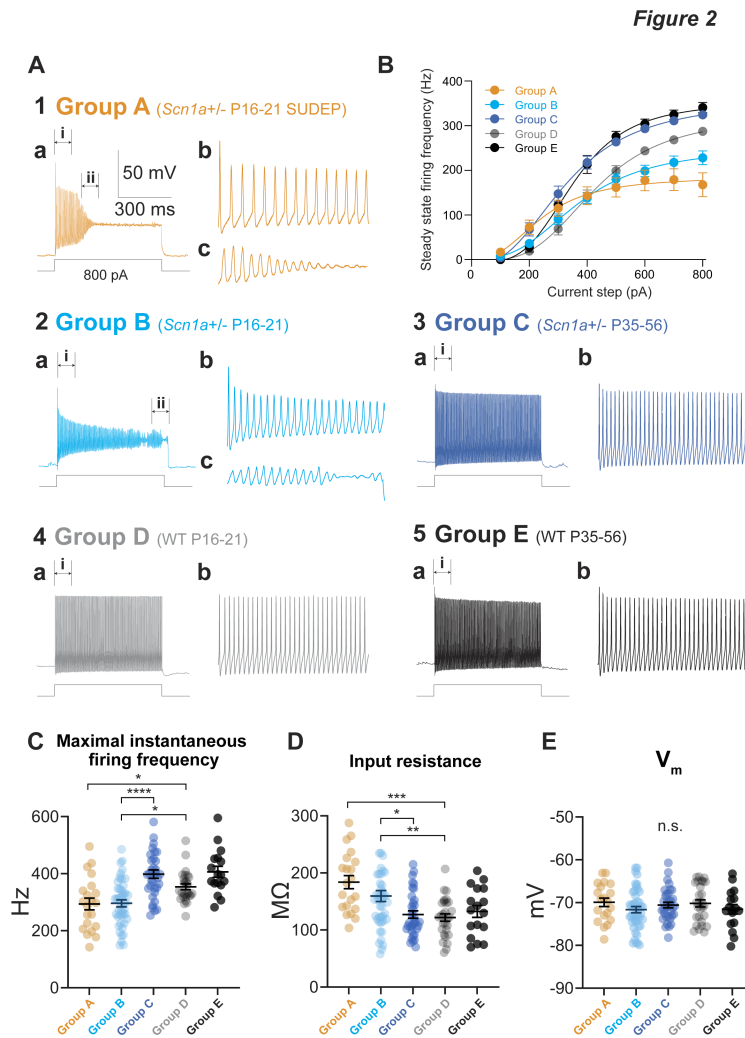 Figure 2
A
1 Group A (Scn1a+/- P16-21 SUDEP)
a
i
ii
50 mV
300 ms
800 pA
b
c
B
Steady state firing frequency (Hz)
400
300
200
100
0
0 200 400 600 800
Current step (pA)
Group A
Group B
Group C
Group D
Group E
2 Group B (Scn1a+/- P16-21)
a
i
ii
b
c
3 Group C (Scn1a+/- P35-56)
a
i
b
4 Group D (WT P16-21)
a
i
b
5 Group E (WT P35-56)
a
i
b
C
Maximal instantaneous
firing frequency
*
****
*
Hz
600
400
200
0
Group A
Group B
Group C
Group D
Group E
D
Input resistance
***
*
**
MΩ
300
200
100
0
Group A
Group B
Group C
Group D
Group E
E
Vm
n.s.
mV
-50
-60
-70
-80
-90
Group A
Group B
Group C
Group D
Group E